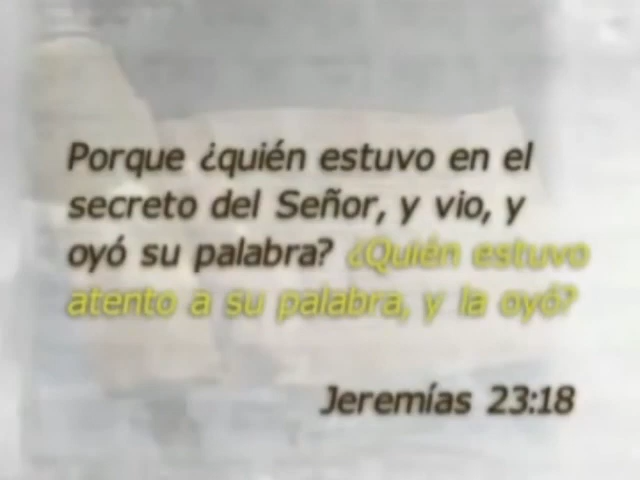 Porque ¿quién estuvo en el
secreto del Señor, y vio, y
oyó su palabra? ¿Quién estuvo
atento a su palabra, y la oyó?
Jeremías 23:18